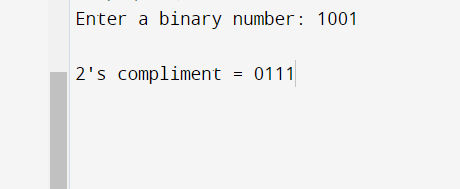 Enter a binary number: 1001
2's compliment = 0111